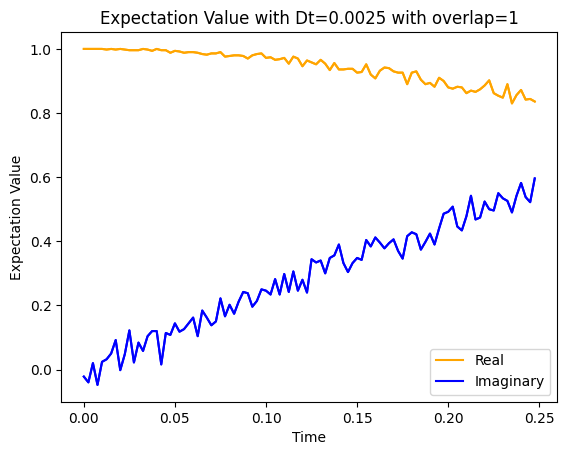 Expectation Value with Dt=0.0025 with overlap=1
Expectation Value
1.0
0.8
0.6
0.4
0.2
0.0
Real
Imaginary
0.00
0.05
0.10
0.15
0.20
0.25
Time